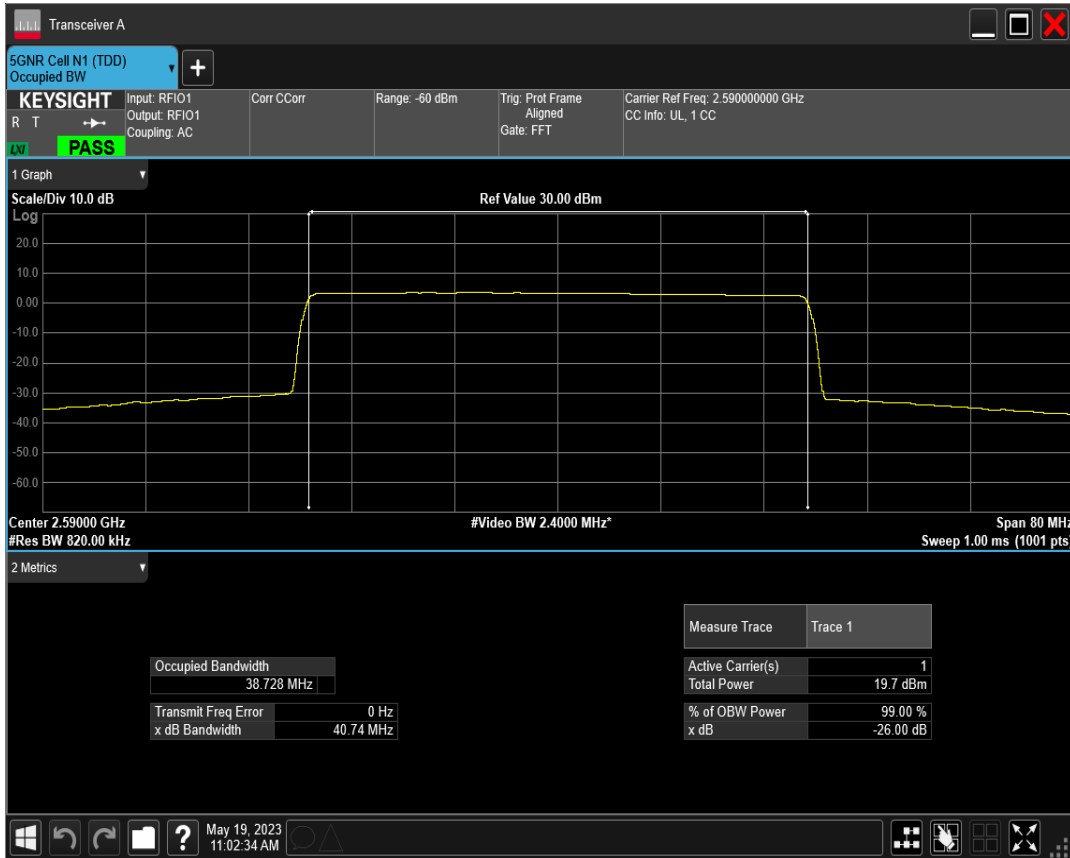 Transceiver A
5GNR Cell N1 (TDD)
Occupied BW
KEYSIGHT
R T
LXI
PASS
Input: RFIO1
Output: RFIO1
Coupling: AC
Corr CCorr
Range: -60 dBm
Trig: Prot Frame
Aligned
Gate: FFT
Carrier Ref Freq: 2.590000000 GHz
CC Info: UL, 1 CC
1 Graph
Scale/Div 10.0 dB
Ref Value 30.00 dBm
Log
20.0
10.0
0.00
-10.0
-20.0
-30.0
-40.0
-50.0
-60.0
Center 2.59000 GHz
#Video BW 2.4000 MHz*
Span 80 MHz
#Res BW 820.00 kHz
Sweep 1.00 ms (1001 pts)
2 Metrics
Measure Trace Trace 1
Occupied Bandwidth
38.728 MHz
Active Carrier(s) 1
Total Power 19.7 dBm
Transmit Freq Error 0 Hz
x dB Bandwidth 40.74 MHz
% of OBW Power 99.00 %
x dB -26.00 dB
?
May 19, 2023
11:02:34 AM